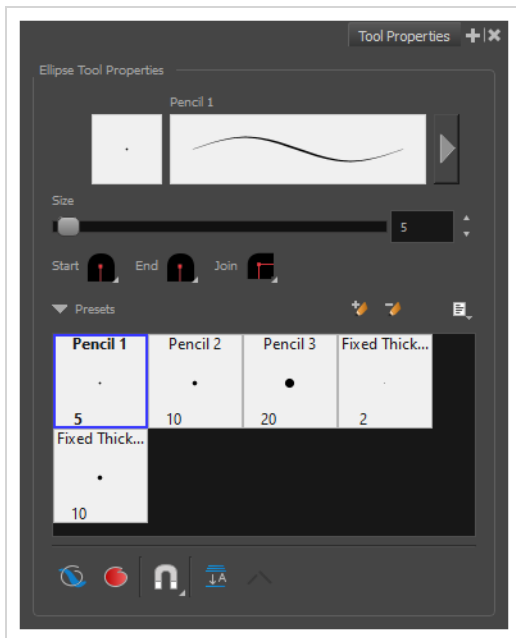 Tool Properties
Ellipse Tool Properties
Pencil 1
Size
5
Start End Join
Presets
Pencil 1 Pencil 2 Pencil 3 Fixed Thick...
5 10 20 2
Fixed Thick...
10
A